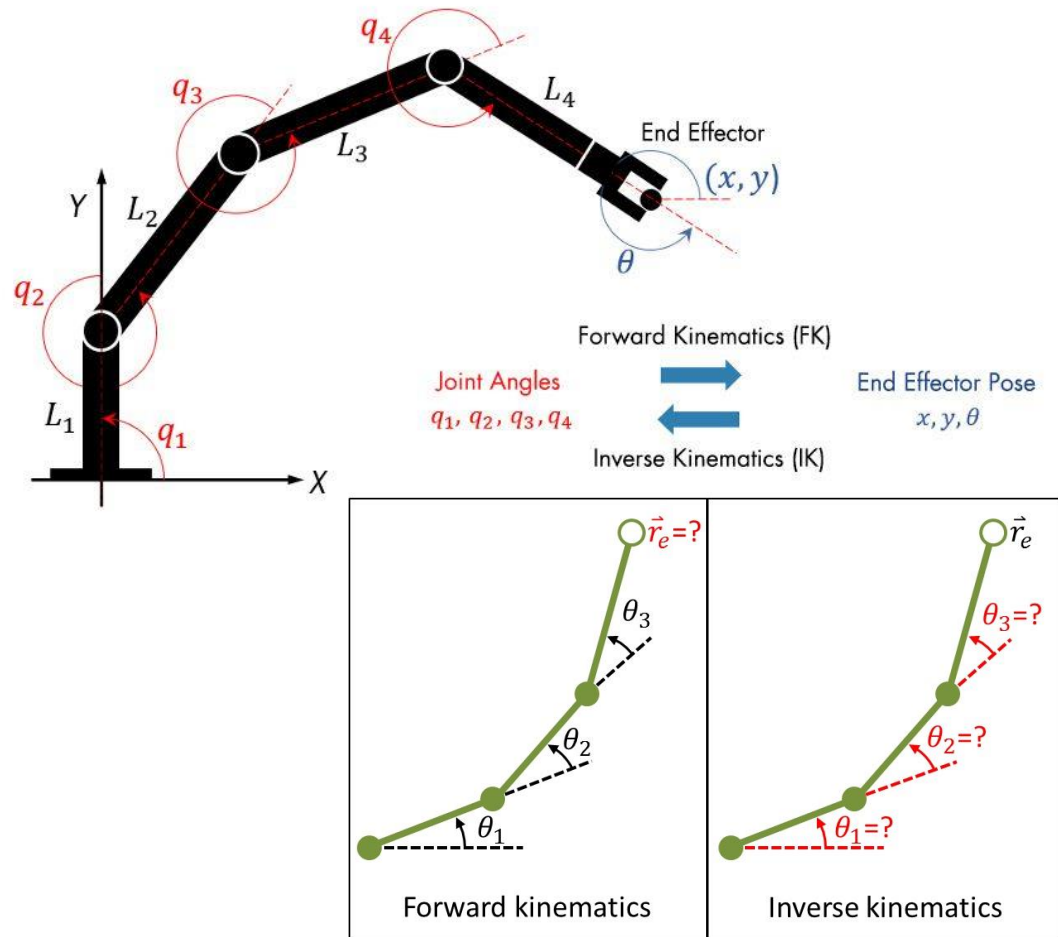 q₄
q₃
L₄
L₃
End Effector
(x, y)
Y
L₂
θ
q₂
Forward Kinematics (FK)
Joint Angles
End Effector Pose
L₁
q₁
q₁, q₂, q₃, q₄
x, y, θ
Inverse Kinematics (IK)
X
r⃗ₑ=?
θ₃
θ₂
θ₁
Forward kinematics
r⃗ₑ
θ₃=?
θ₂=?
θ₁=?
Inverse kinematics